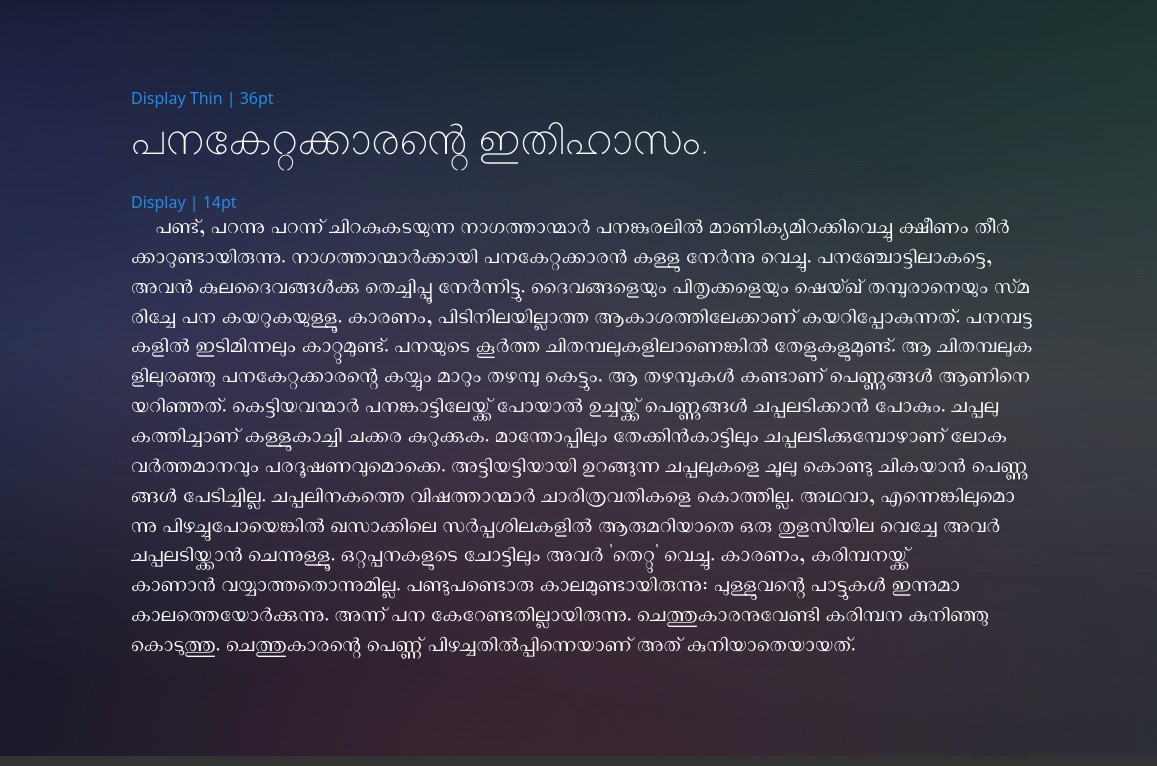 Display Thin | 36pt
പനകേറ്റക്കാരന്റെ ഇതിഹാസം.
Display | 14pt
പണ്ട്, പറന്നു പറന്ന് ചിറകുകടയുന്ന നാഗത്താന്മാർ പനങ്കുരലിൽ മാണിക്യമിറക്കിവെച്ചു ക്ഷീണം തീർ
ക്കാറുണ്ടായിരുന്നു. നാഗത്താന്മാർക്കായി പനകേറ്റക്കാരൻ കള്ളു നേർന്നു വെച്ചു. പനഞ്ചോട്ടിലാകട്ടെ,
അവൻ കുലദൈവങ്ങൾക്കു തെച്ചിപ്പൂ നേർന്നിട്ടു. ദൈവങ്ങളെയും പിതൃക്കളെയും ഷെയ്ഖ് തമ്പുരാനെയും സ്മ
രിച്ചേ പന കയറുകയുള്ളൂ. കാരണം, പിടിനിലയില്ലാത്ത ആകാശത്തിലേക്കാണ് കയറിപ്പോകുന്നത്. പനമ്പട്ട
കളിൽ ഇടിമിന്നലും കാറ്റുമുണ്ട്. പനയുടെ കൂർത്ത ചിതമ്പലുകളിലാണെങ്കിൽ തേളുകളുമുണ്ട്. ആ ചിതമ്പലുക
ളിലുരഞ്ഞു പനകേറ്റക്കാരന്റെ കയ്യും മാറും തഴമ്പു കെട്ടും. ആ തഴമ്പുകൾ കണ്ടാണ് പെണ്ണുങ്ങൾ ആണിനെ
യറിഞ്ഞത്. കെട്ടിയവന്മാർ പനങ്കാട്ടിലേയ്ക്ക് പോയാൽ ഉച്ചയ്ക്ക് പെണ്ണുങ്ങൾ ചപ്പലടിക്കാൻ പോകും. ചപ്പലു
കത്തിച്ചാണ് കള്ളുകാച്ചി ചക്കര കുറുക്കുക. മാന്തോപ്പിലും തേക്കിൻകാട്ടിലും ചപ്പലടിക്കുമ്പോഴാണ് ലോക
വർത്തമാനവും പരദൂഷണവുമൊക്കെ. അട്ടിയട്ടിയായി ഉറങ്ങുന്ന ചപ്പലുകളെ ചൂലു കൊണ്ടു ചികയാൻ പെണ്ണു
ങ്ങൾ പേടിച്ചില്ല. ചപ്പലിനകത്തെ വിഷത്താന്മാർ ചാരിത്രവതികളെ കൊത്തില്ല. അഥവാ, എന്നെങ്കിലുമൊ
ന്നു പിഴച്ചുപോയെങ്കിൽ ഖസാക്കിലെ സർപ്പശിലകളിൽ ആരുമറിയാതെ ഒരു തുളസിയില വെച്ചേ അവർ
ചപ്പലടിയ്ക്കാൻ ചെന്നുള്ളൂ. ഒറ്റപ്പനകളുടെ ചോട്ടിലും അവർ 'തെറ്റു' വെച്ചു. കാരണം, കരിമ്പനയ്ക്ക്
കാണാൻ വയ്യാത്തതൊന്നുമില്ല. പണ്ടുപണ്ടൊരു കാലമുണ്ടായിരുന്നു: പുള്ളുവന്റെ പാട്ടുകൾ ഇന്നുമാ
കാലത്തെയോർക്കുന്നു. അന്ന് പന കേറേണ്ടതില്ലായിരുന്നു. ചെത്തുകാരനുവേണ്ടി കരിമ്പന കുനിഞ്ഞു
കൊടുത്തു. ചെത്തുകാരന്റെ പെണ്ണ് പിഴച്ചതിൽപ്പിന്നെയാണ് അത് കുനിയാതെയായത്.